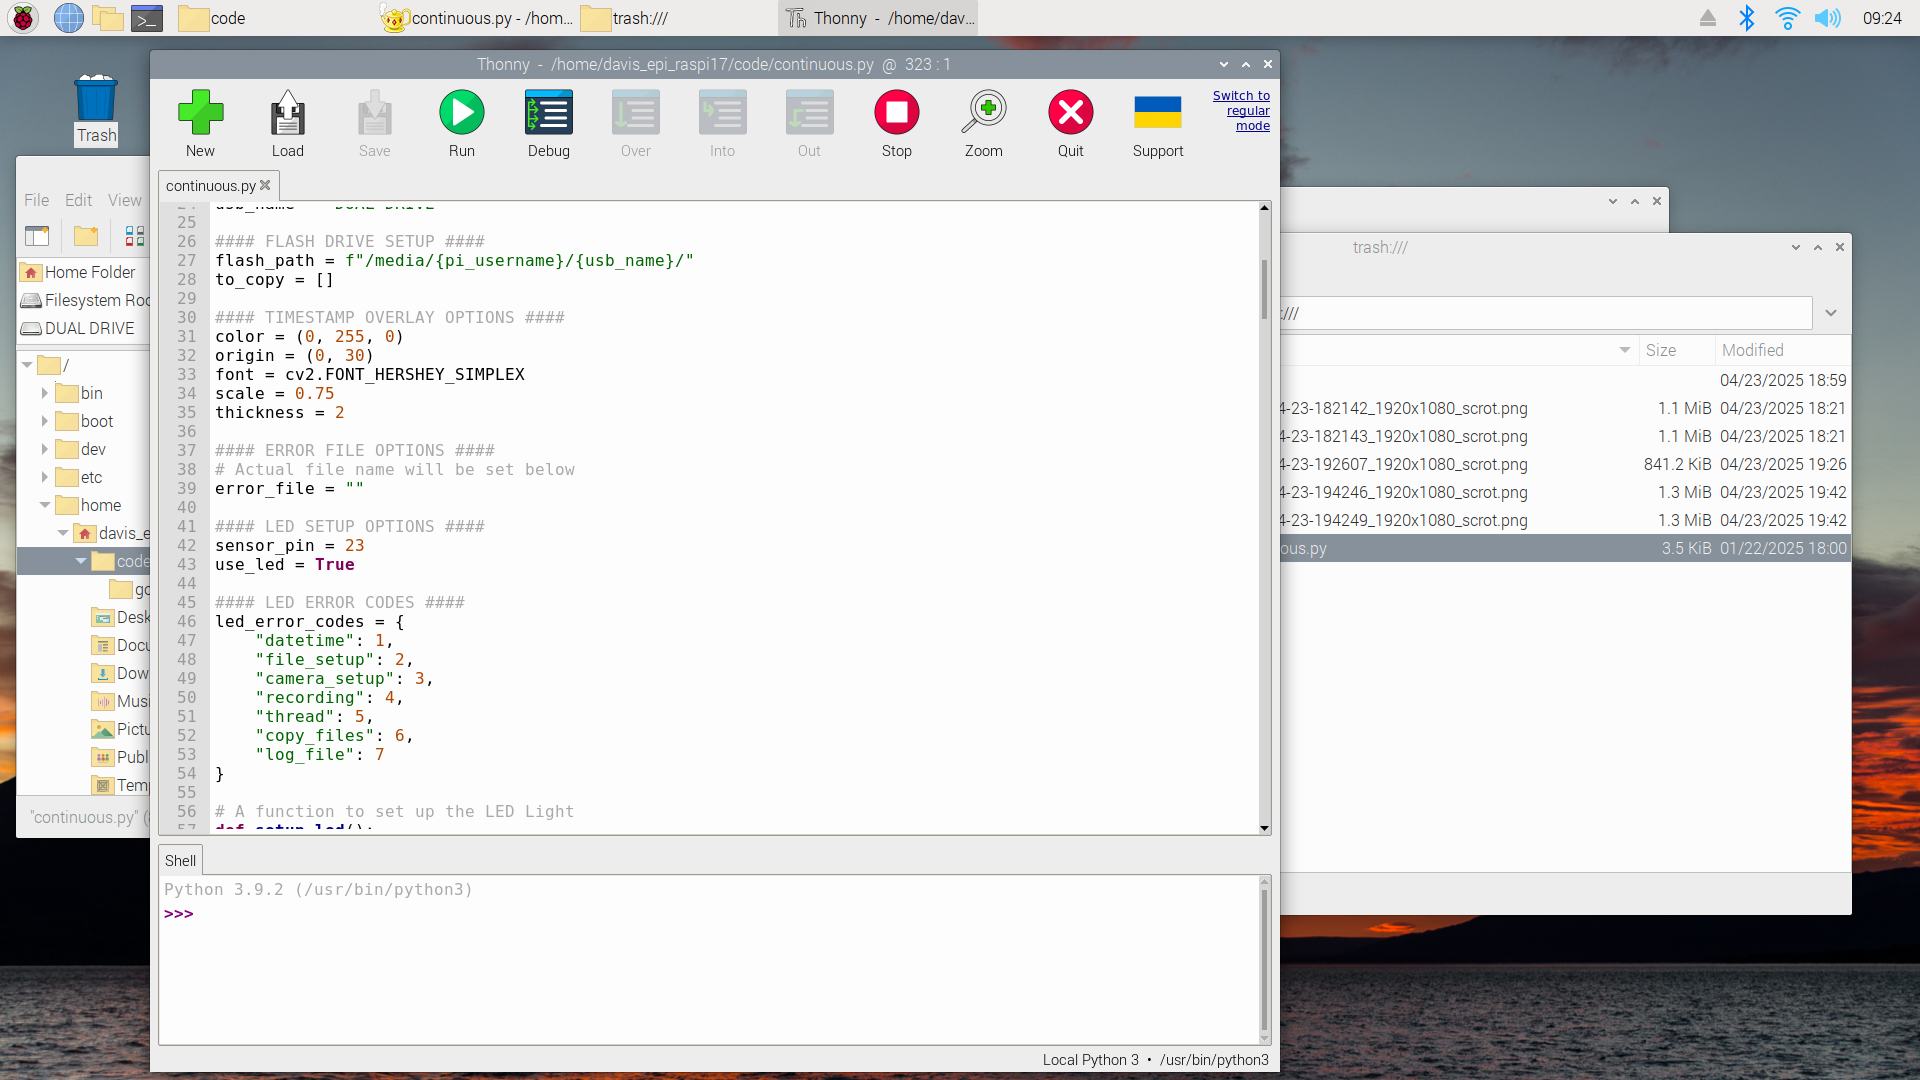 code
continuous.py - /hom...
trash:///
Thonny - /home/dav...
09:24
Trash
Thonny - /home/davis_epi_raspi17/code/continuous.py @ 323 : 1
New
Load
Save
Run
Debug
Over
Into
Out
Stop
Zoom
Quit
Support
Switch to
regular
mode
continuous.py
24 usb_name = "DUAL DRIVE"
25
26 #### FLASH DRIVE SETUP ####
27 flash_path = f"/media/{pi_username}/{usb_name}/"
28 to_copy = []
29
30 #### TIMESTAMP OVERLAY OPTIONS ####
31 color = (0, 255, 0)
32 origin = (0, 30)
33 font = cv2.FONT_HERSHEY_SIMPLEX
34 scale = 0.75
35 thickness = 2
36
37 #### ERROR FILE OPTIONS ####
38 # Actual file name will be set below
39 error_file = ""
40
41 #### LED SETUP OPTIONS ####
42 sensor_pin = 23
43 use_led = True
44
45 #### LED ERROR CODES ####
46 led_error_codes = {
47 "datetime": 1,
48 "file_setup": 2,
49 "camera_setup": 3,
50 "recording": 4,
51 "thread": 5,
52 "copy_files": 6,
53 "log_file": 7
54 }
55
56 # A function to set up the LED Light
57 def setup_led():
Shell
Python 3.9.2 (/usr/bin/python3)
>>>
Local Python 3 • /usr/bin/python3
File Edit View
Home Folder
Filesystem Roo
DUAL DRIVE
/
bin
boot
dev
etc
home
davis_e
code
go
Desk
Docu
Dow
Musi
Pictu
Publ
Tem
"continuous.py" (
trash:///
:///
Size Modified
04/23/2025 18:59
4-23-182142_1920x1080_scrot.png 1.1 MiB 04/23/2025 18:21
4-23-182143_1920x1080_scrot.png 1.1 MiB 04/23/2025 18:21
4-23-192607_1920x1080_scrot.png 841.2 KiB 04/23/2025 19:26
4-23-194246_1920x1080_scrot.png 1.3 MiB 04/23/2025 19:42
4-23-194249_1920x1080_scrot.png 1.3 MiB 04/23/2025 19:42
ous.py 3.5 KiB 01/22/2025 18:00